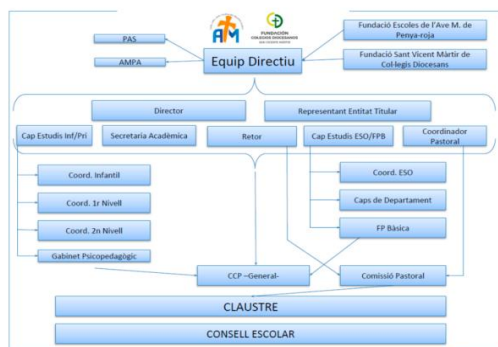 FUNDACIÓN
COLEGIOS DIOCESANOS
PAS
AMPA
Equip Directiu
Fundació Escoles de l'Ave M. de
Penya-roja
Fundació Sant Vicent Màrtir de
Col·legis Diocesans
Director
Representant Entitat Titular
Cap Estudis Inf/Pri
Secretaria Acadèmica
Retor
Cap Estudis ESO/FPB
Coordinador
Pastoral
Coord. Infantil
Coord. 1r Nivell
Coord. 2n Nivell
Gabinet Psicopedagògic
Coord. ESO
Caps de Departament
FP Bàsica
CCP –General-
Comissió Pastoral
CLAUSTRE
CONSELL ESCOLAR